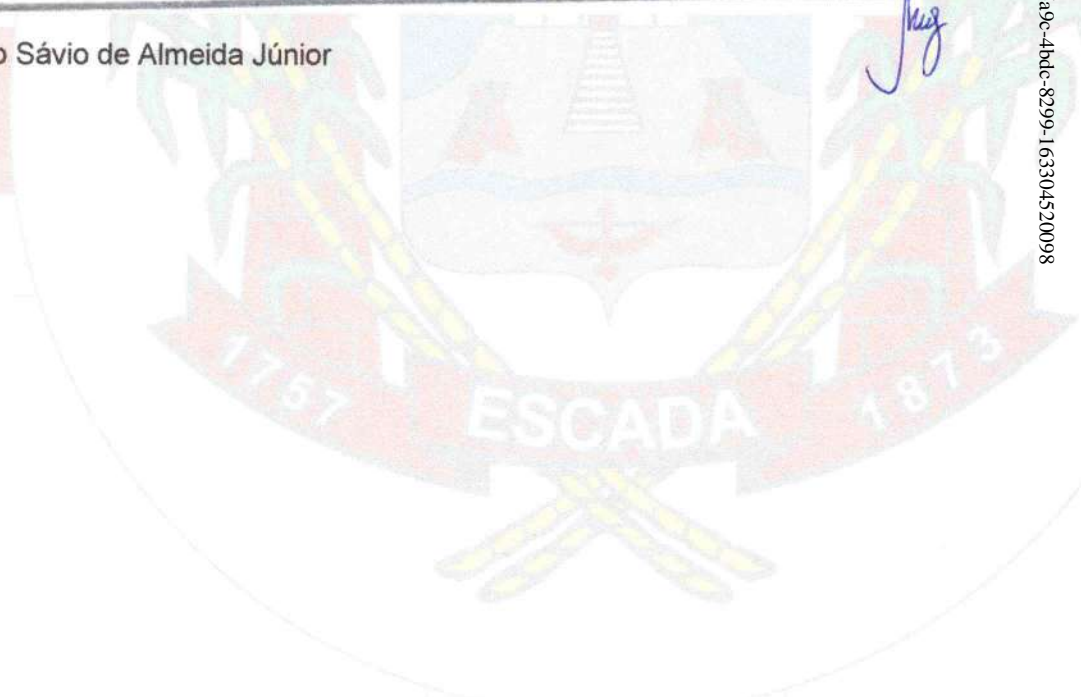 o Sávio de Almeida Júnior
a9c-4bdc-8299-163304520098
1757
ESCADA
1873